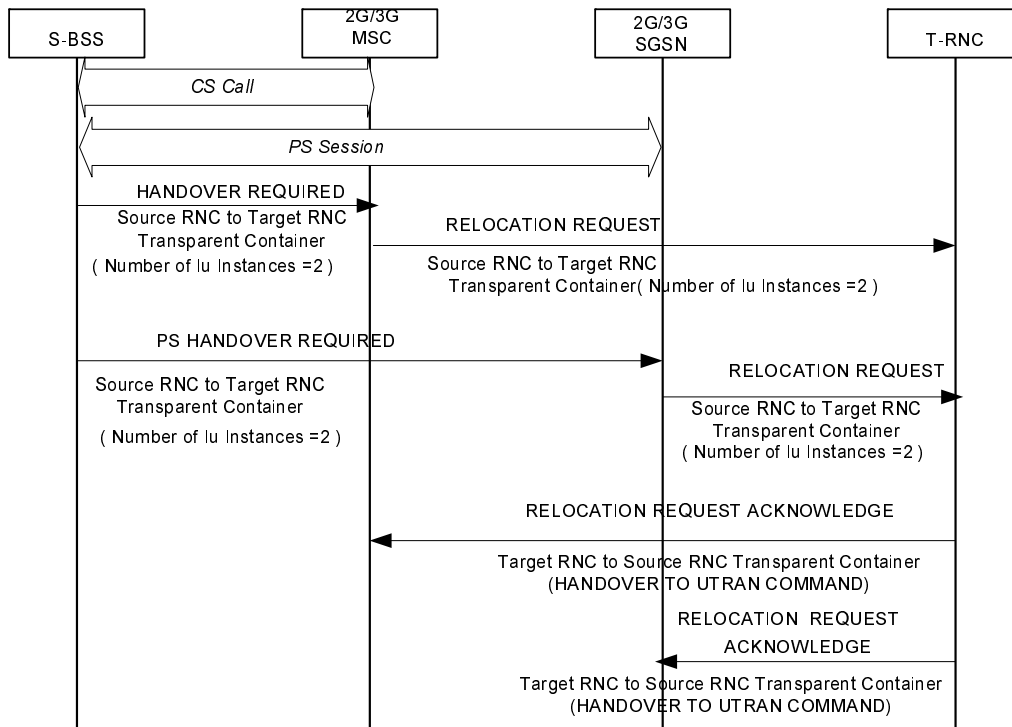 S-BSS
2G/3G
MSC
2G/3G
SGSN
T-RNC
CS Call
PS Session
HANDOVER REQUIRED
Source RNC to Target RNC
Transparent Container
( Number of Iu Instances =2 )
RELOCATION REQUEST
Source RNC to Target RNC
Transparent Container( Number of Iu Instances =2 )
PS HANDOVER REQUIRED
Source RNC to Target RNC
Transparent Container
( Number of Iu Instances =2 )
RELOCATION REQUEST
Source RNC to Target RNC
Transparent Container
( Number of Iu Instances =2 )
RELOCATION REQUEST ACKNOWLEDGE
Target RNC to Source RNC Transparent Container
(HANDOVER TO UTRAN COMMAND)
RELOCATION REQUEST
ACKNOWLEDGE
Target RNC to Source RNC Transparent Container
(HANDOVER TO UTRAN COMMAND)